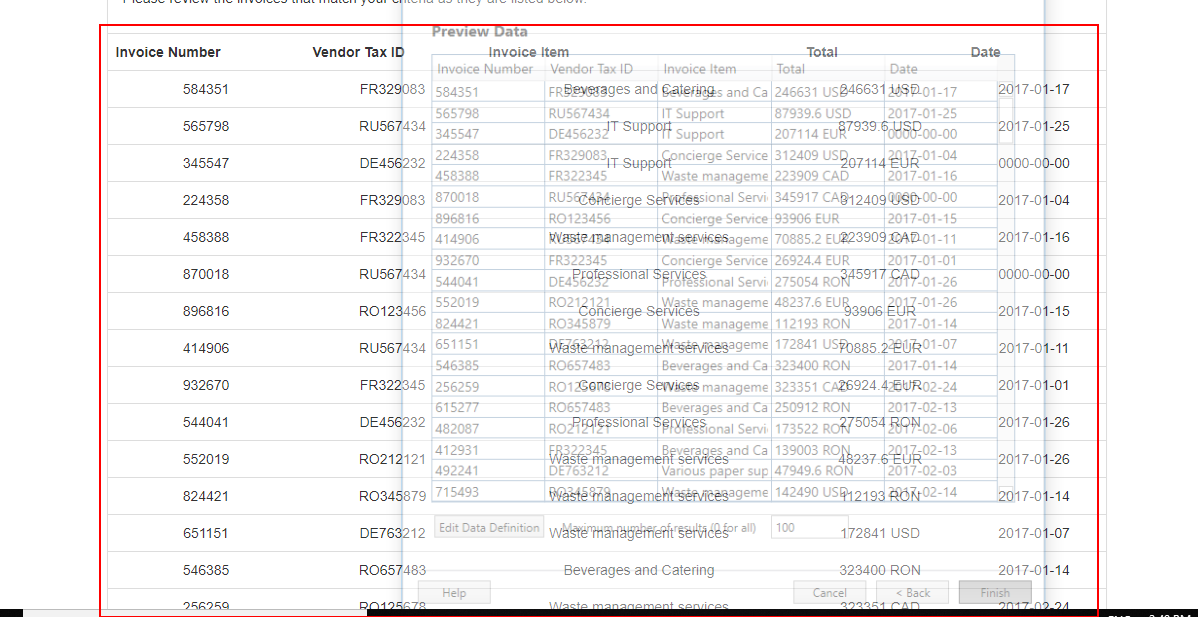 Please review the invoices that match your criteria as they are listed below.
Preview Data
Invoice Number Vendor Tax ID Invoice Item Total Date
584351 FR329083 Beverages and Catering 246631 USD 2017-01-17
565798 RU567434 IT Support 87939.6 USD 2017-01-25
345547 DE456232 IT Support 207114 EUR 0000-00-00
224358 FR329083 Concierge Services 312409 USD 2017-01-04
458388 FR322345 Waste management services 223909 CAD 2017-01-16
870018 RU567434 Professional Services 345917 CAD 0000-00-00
896816 RO123456 Concierge Services 93906 EUR 2017-01-15
414906 RU567434 Waste management services 70885.2 EUR 2017-01-11
932670 FR322345 Concierge Services 26924.4 EUR 2017-01-01
544041 DE456232 Professional Services 275054 RON 2017-01-26
552019 RO212121 Waste management services 48237.6 EUR 2017-01-26
824421 RO345879 Waste management services 112193 RON 2017-01-14
651151 DE763212 Waste management services 172841 USD 2017-01-07
546385 RO657483 Beverages and Catering 323400 RON 2017-01-14
256259 RO125678 Waste management services 323351 CAD 2017-02-24
Invoice Number Vendor Tax ID Invoice Item Total Date
584351 FR329083 Beverages and Ca 246631 USD 2017-01-17
565798 RU567434 IT Support 87939.6 USD 2017-01-25
345547 DE456232 IT Support 207114 EUR 0000-00-00
224358 FR329083 Concierge Service 312409 USD 2017-01-04
458388 FR322345 Waste manageme 223909 CAD 2017-01-16
870018 RU567434 Professional Servi 345917 CAD 0000-00-00
896816 RO123456 Concierge Service 93906 EUR 2017-01-15
414906 RU567434 Waste manageme 70885.2 EUR 2017-01-11
932670 FR322345 Concierge Service 26924.4 EUR 2017-01-01
544041 DE456232 Professional Servi 275054 RON 2017-01-26
552019 RO212121 Waste manageme 48237.6 EUR 2017-01-26
824421 RO345879 Waste manageme 112193 RON 2017-01-14
651151 DE763212 Waste manageme 172841 USD 2017-01-07
546385 RO657483 Beverages and Ca 323400 RON 2017-01-14
256259 RO125678 Waste manageme 323351 CAD 2017-02-24
615277 RO657483 Beverages and Ca 250912 RON 2017-02-13
482087 RO212121 Professional Servi 173522 RON 2017-02-06
412931 FR322345 Beverages and Ca 139003 RON 2017-02-13
492241 DE763212 Various paper sup 47949.6 RON 2017-02-03
715493 RO345879 Waste manageme 142490 USD 2017-02-14
Edit Data Definition Maximum number of results (0 for all) 100
Help Cancel < Back Finish